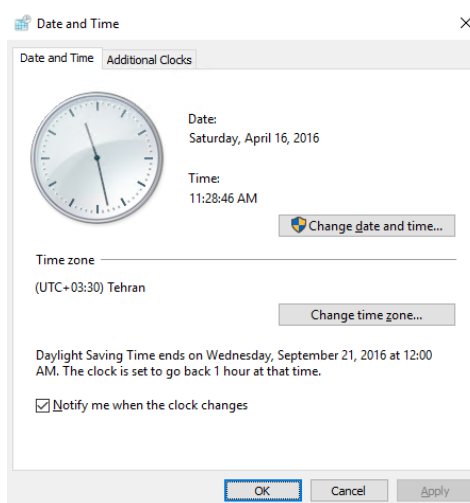 Date and Time
Date and Time
Additional Clocks
Date:
Saturday, April 16, 2016
Time:
11:28:46 AM
Change date and time...
Time zone
(UTC+03:30) Tehran
Change time zone...
Daylight Saving Time ends on Wednesday, September 21, 2016 at 12:00
AM. The clock is set to go back 1 hour at that time.
Notify me when the clock changes
OK
Cancel
Apply